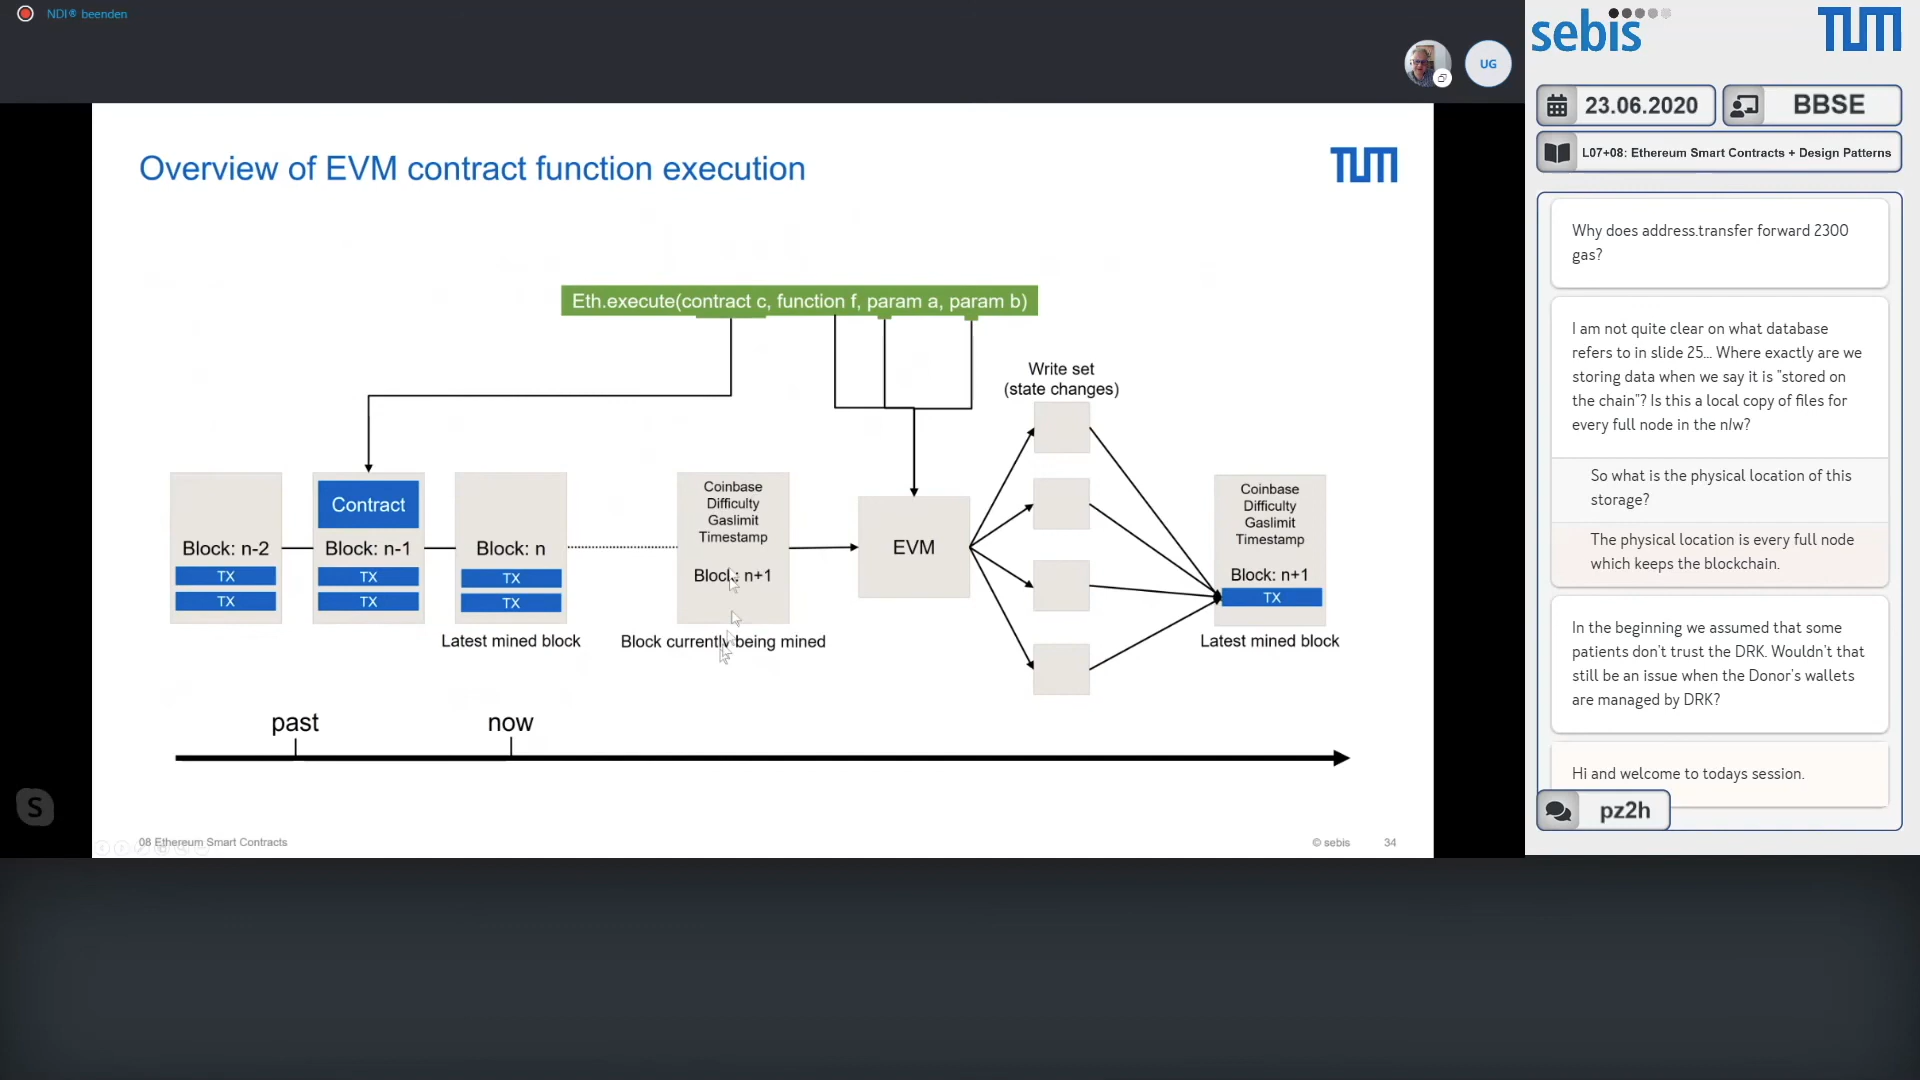 NDI® beenden
UG
Overview of EVM contract function execution
TUM
Eth.execute(contract c, function f, param a, param b)
Write set
(state changes)
Contract
Block: n-2
TX
TX
Block: n-1
TX
TX
Block: n
TX
TX
Latest mined block
Coinbase
Difficulty
Gaslimit
Timestamp
Block: n+1
Block currently being mined
EVM
Coinbase
Difficulty
Gaslimit
Timestamp
Block: n+1
TX
Latest mined block
past
now
08 Ethereum Smart Contracts
© sebis
34
S
sebis
TUM
23.06.2020
BBSE
L07+08: Ethereum Smart Contracts + Design Patterns
Why does address.transfer forward 2300
gas?
I am not quite clear on what database
refers to in slide 25... Where exactly are we
storing data when we say it is "stored on
the chain"? Is this a local copy of files for
every full node in the n/w?
So what is the physical location of this
storage?
The physical location is every full node
which keeps the blockchain.
In the beginning we assumed that some
patients don't trust the DRK. Wouldn't that
still be an issue when the Donor's wallets
are managed by DRK?
Hi and welcome to todays session.
pz2h